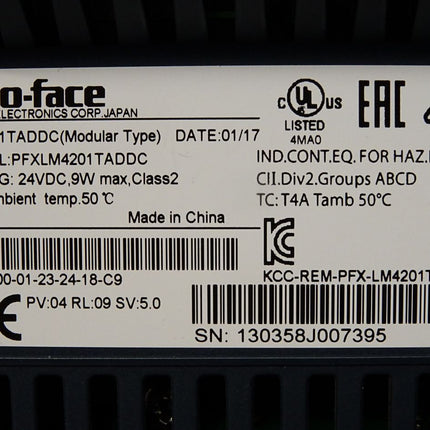 o-face
ELECTRONICS CORP.JAPAN
1TADDC(Modular Type) DATE:01/17
L:PFXLM4201TADDC
G: 24VDC,9W max,Class2
mbient temp.50°C
Made in China
00-01-23-24-18-C9
CE
PV:04 RL:09 SV:5.0
c UL us EAC
LISTED
4MA0
IND.CONT.EQ. FOR HAZ.
CII.Div2.Groups ABCD
TC: T4A Tamb 50°C
KCC-REM-PFX-LM4201T
SN: 130358J007395